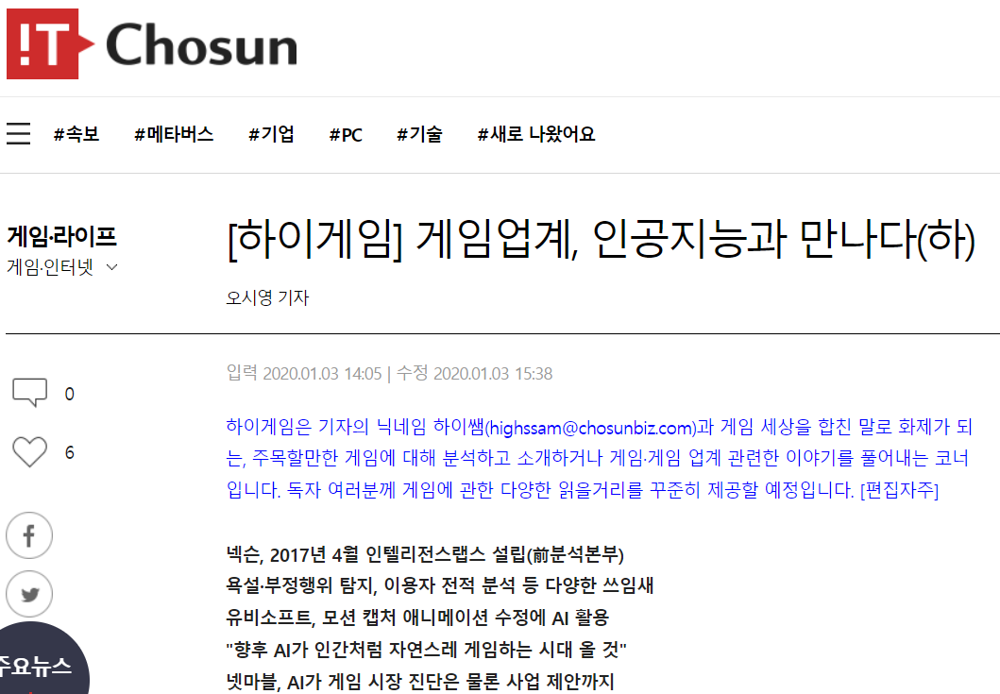 !T Chosun
#속보 #메타버스 #기업 #PC #기술 #새로 나왔어요
게임·라이프
게임·인터넷
[하이게임] 게임업계, 인공지능과 만나다(하)
오시영 기자
0
6
입력 2020.01.03 14:05 | 수정 2020.01.03 15:38
하이게임은 기자의 닉네임 하이쌤(highssam@chosunbiz.com)과 게임 세상을 합친 말로 화제가 되
는, 주목할만한 게임에 대해 분석하고 소개하거나 게임·게임 업계 관련한 이야기를 풀어내는 코너
입니다. 독자 여러분께 게임에 관한 다양한 읽을거리를 꾸준히 제공할 예정입니다. [편집자주]
넥슨, 2017년 4월 인텔리전스랩스 설립(前분석본부)
욕설·부정행위 탐지, 이용자 전적 분석 등 다양한 쓰임새
유비소프트, 모션 캡처 애니메이션 수정에 AI 활용
"향후 AI가 인간처럼 자연스레 게임하는 시대 올 것"
넷마블, AI가 게임 시장 진단은 물론 사업 제안까지
주요뉴스